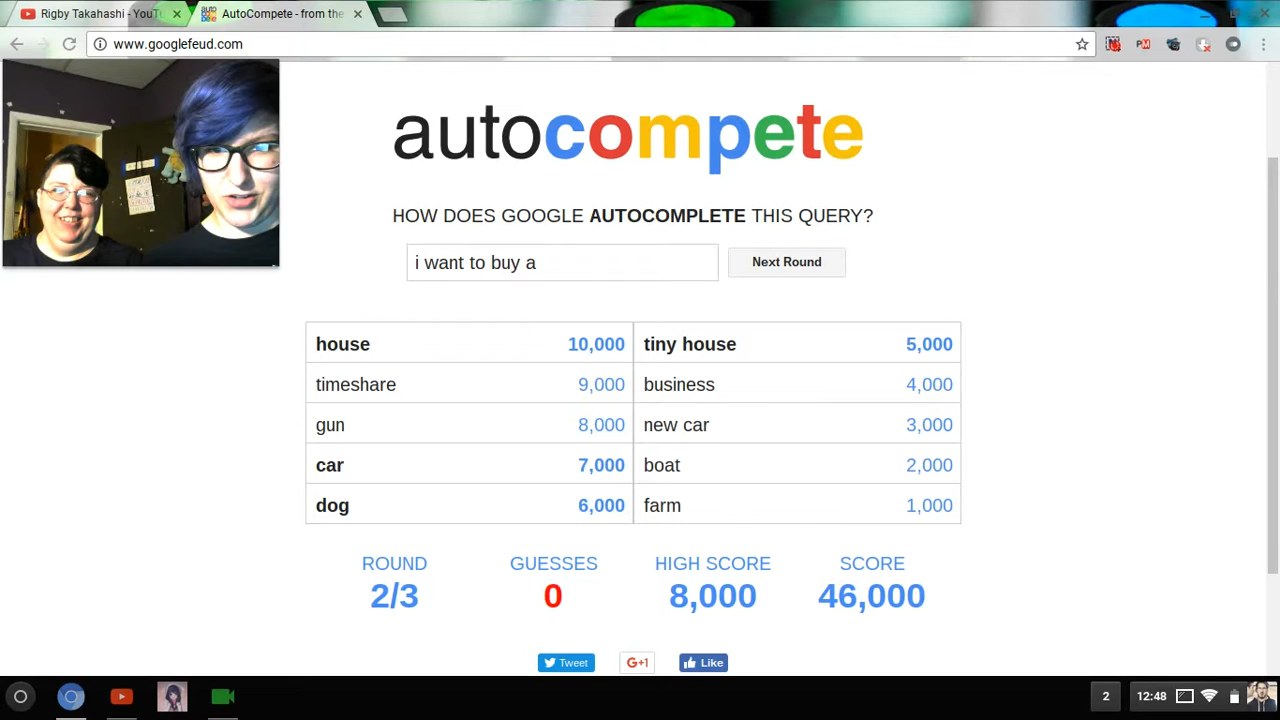 Rigby Takahashi - YouT
AutoCompete - from the
www.googlefeud.com
autocompete
HOW DOES GOOGLE AUTOCOMPLETE THIS QUERY?
i want to buy a
Next Round
house 10,000 tiny house 5,000
timeshare 9,000 business 4,000
gun 8,000 new car 3,000
car 7,000 boat 2,000
dog 6,000 farm 1,000
ROUND GUESSES HIGH SCORE SCORE
2/3 0 8,000 46,000
Tweet G+1 Like
2 12:48